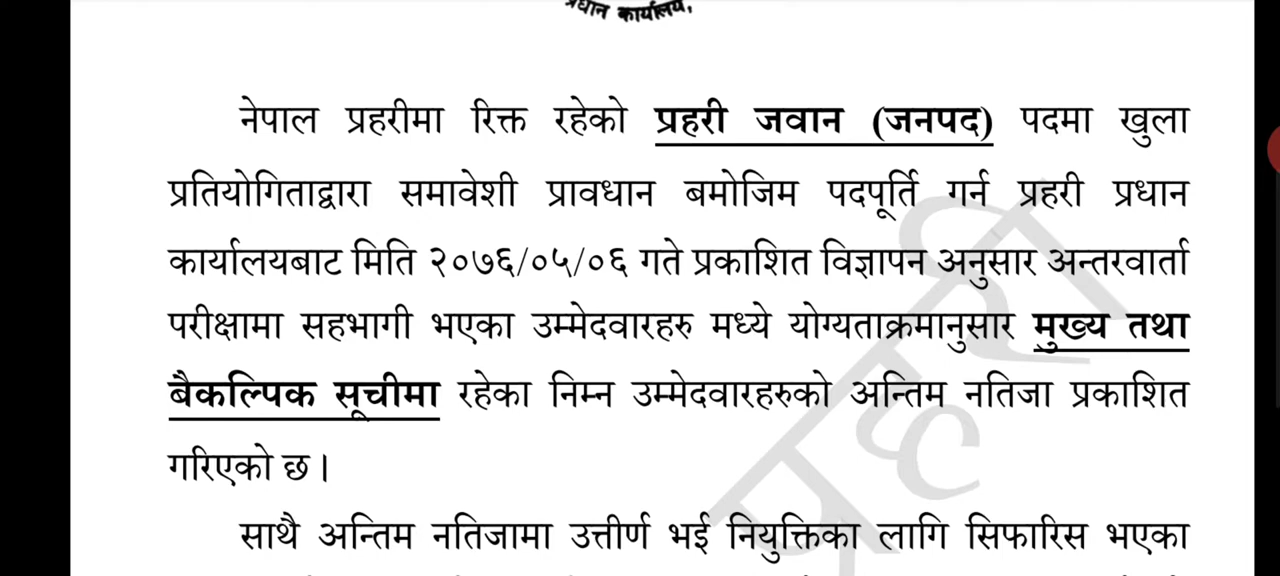 प्रधान कार्यालय,
नेपाल प्रहरीमा रिक्त रहेको प्रहरी जवान (जनपद) पदमा खुला
प्रतियोगिताद्वारा समावेशी प्रावधान बमोजिम पदपूर्ति गर्न प्रहरी प्रधान
कार्यालयबाट मिति २०७६/०५/०६ गते प्रकाशित विज्ञापन अनुसार अन्तरवार्ता
परीक्षामा सहभागी भएका उम्मेदवारहरु मध्ये योग्यताक्रमानुसार मुख्य तथा
बैकल्पिक सूचीमा रहेका निम्न उम्मेदवारहरुको अन्तिम नतिजा प्रकाशित
गरिएको छ।
साथै अन्तिम नतिजामा उत्तीर्ण भई नियुक्तिका लागि सिफारिस भएका
प्रहरी